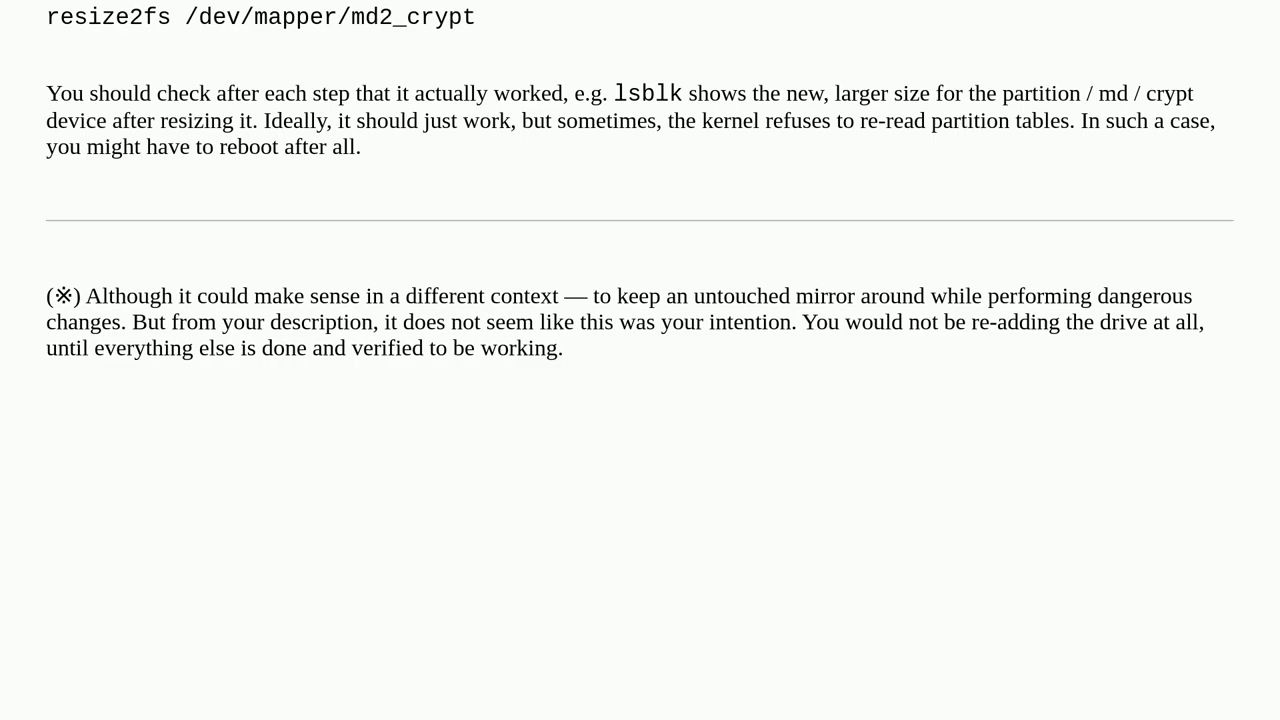 resize2fs /dev/mapper/md2_crypt
You should check after each step that it actually worked, e.g. lsblk shows the new, larger size for the partition / md / crypt
device after resizing it. Ideally, it should just work, but sometimes, the kernel refuses to re-read partition tables. In such a case,
you might have to reboot after all.
(※) Although it could make sense in a different context — to keep an untouched mirror around while performing dangerous
changes. But from your description, it does not seem like this was your intention. You would not be re-adding the drive at all,
until everything else is done and verified to be working.